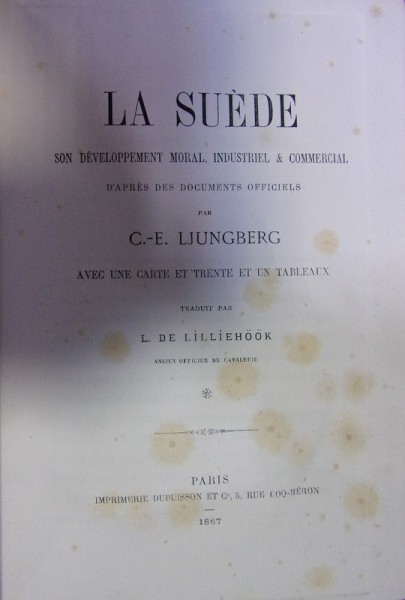 LA SUÈDE
SON DÉVELOPPEMENT MORAL, INDUSTRIEL & COMMERCIAL
D'APRÈS DES DOCUMENTS OFFICIELS
PAR
C.-E. LJUNGBERG
AVEC UNE CARTE ET TRENTE ET UN TABLEAUX
TRADUIT PAR
L. DE LILLIEHÖÖK
ANCIEN OFFICIER DE CAVALERIE
PARIS
IMPRIMERIE DUBUISSON ET Cᵉ, 5, RUE COQ-HÉRON
1867